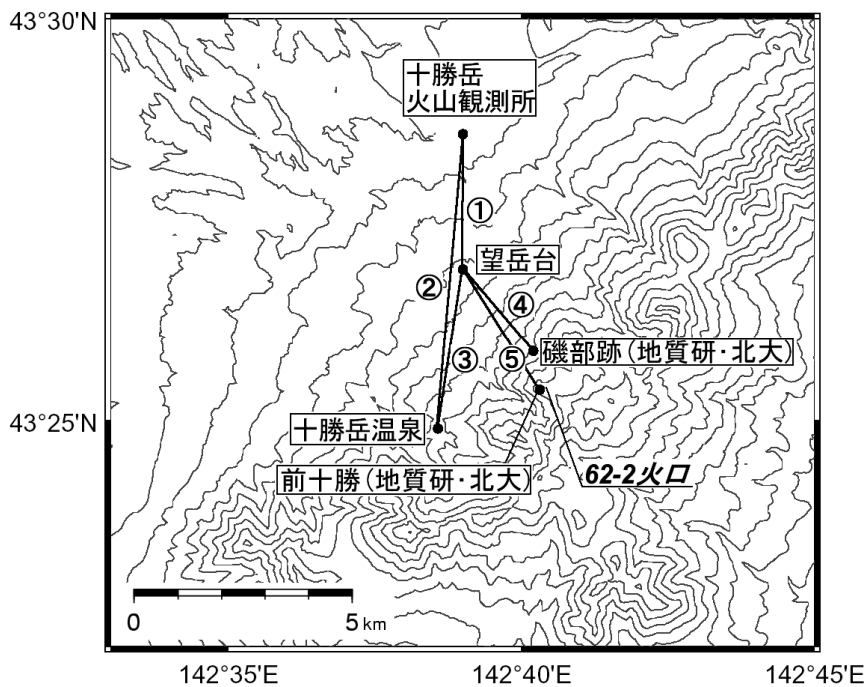 43°30'N
十勝岳
火山観測所
①
望岳台
②
④
③
⑤
磯部跡(地質研・北大)
43°25'N
十勝岳温泉
前十勝(地質研・北大)
62-2火口
0
5 km
142°35'E
142°40'E
142°45'E